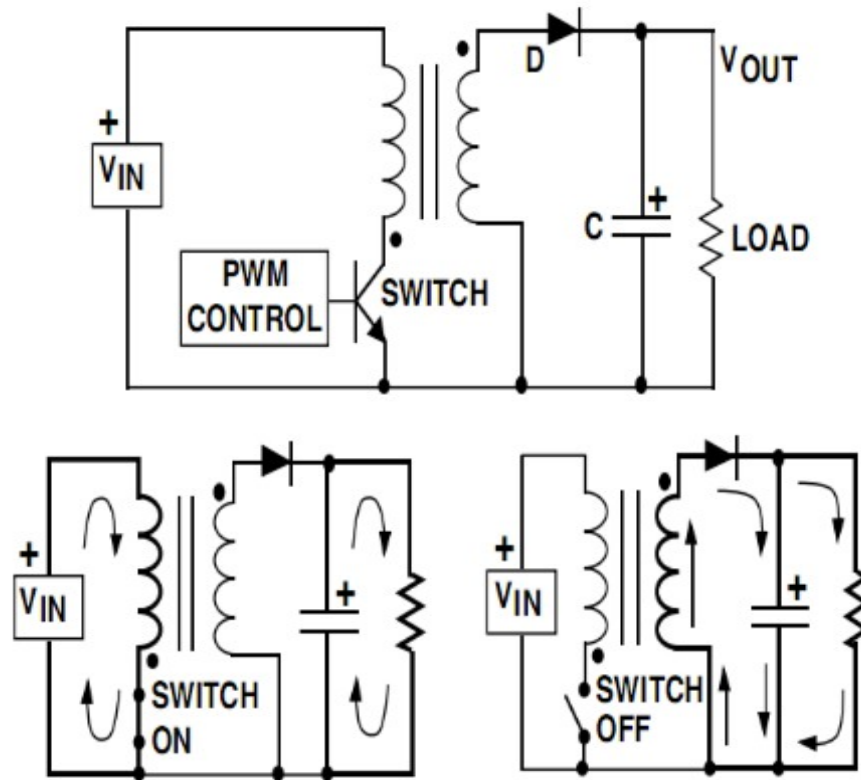 D
VOUT
+
VIN
+
C
LOAD
PWM
CONTROL
SWITCH
+
VIN
+
SWITCH
ON
+
VIN
+
SWITCH
OFF